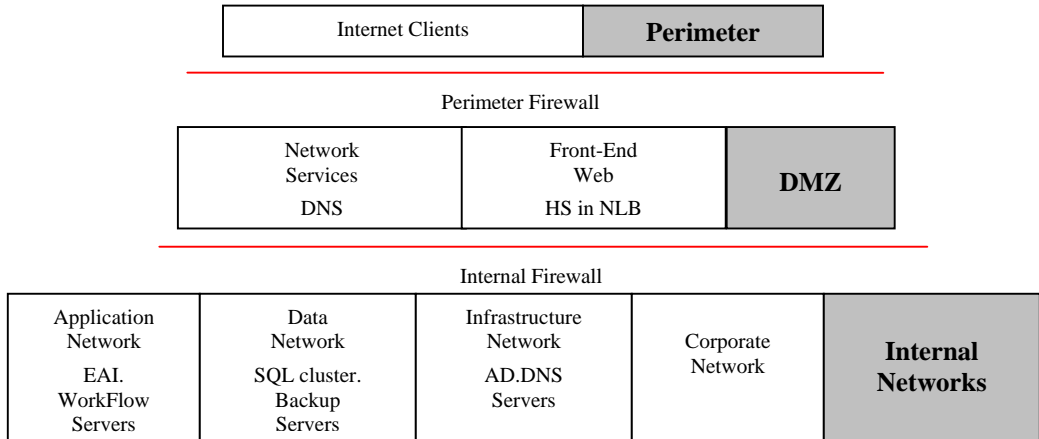 Internet Clients
Perimeter
Perimeter Firewall
Network
Services
DNS
Front-End
Web
HS in NLB
DMZ
Internal Firewall
Application
Network
EAI.
WorkFlow
Servers
Data
Network
SQL cluster.
Backup
Servers
Infrastructure
Network
AD.DNS
Servers
Corporate
Network
Internal
Networks